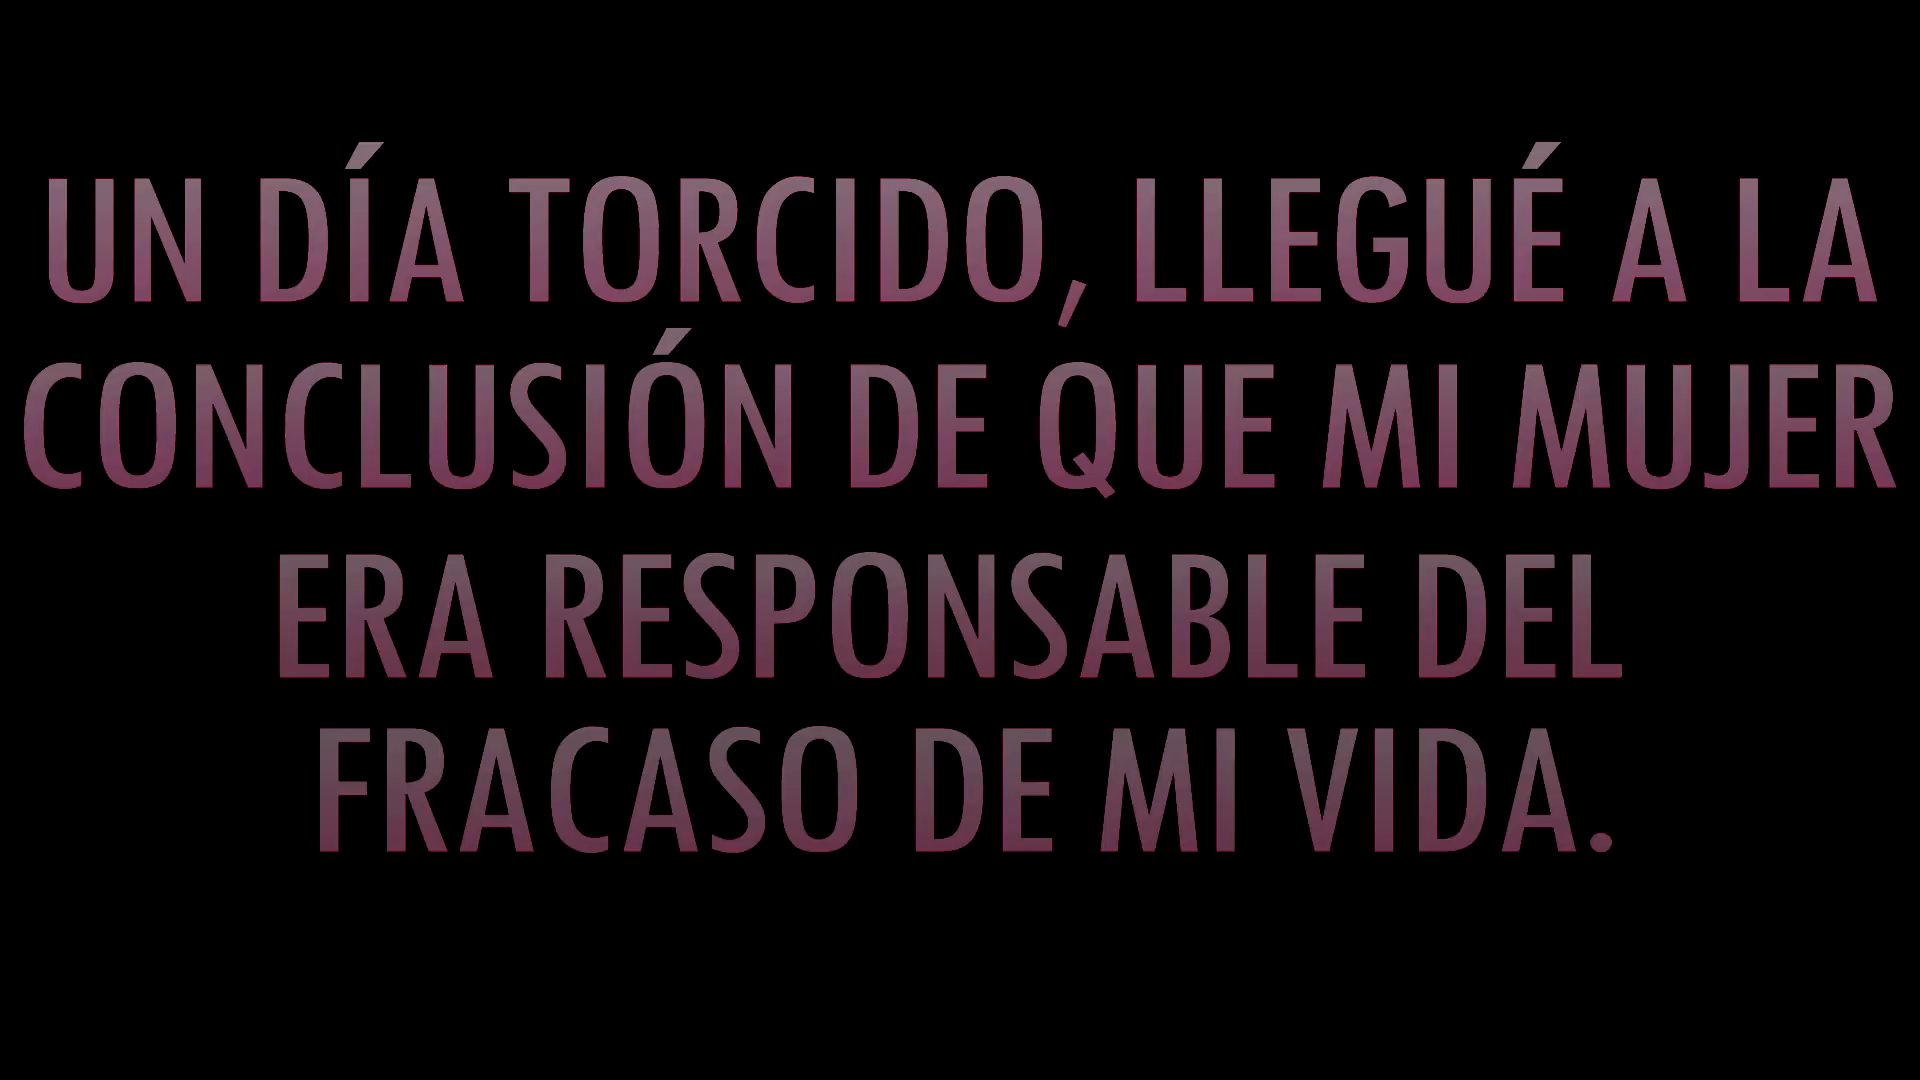 UN DÍA TORCIDO, LLEGUÉ A LA
CONCLUSIÓN DE QUE MI MUJER
ERA RESPONSABLE DEL
FRACASO DE MI VIDA.